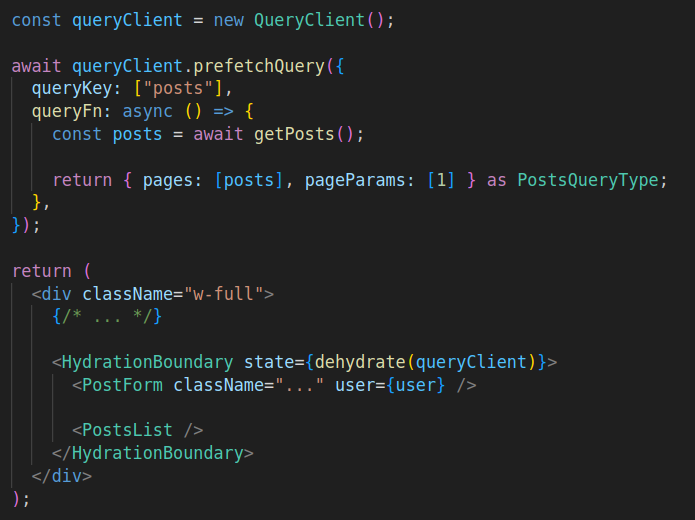 const queryClient = new QueryClient();
await queryClient.prefetchQuery({
queryKey: ["posts"],
queryFn: async () => {
const posts = await getPosts();
return { pages: [posts], pageParams: [1] } as PostsQueryType;
},
});
return (
<div className="w-full">
{/* ... */}
<HydrationBoundary state={dehydrate(queryClient)}>
<PostForm className="..." user={user} />
<PostsList />
</HydrationBoundary>
</div>
);